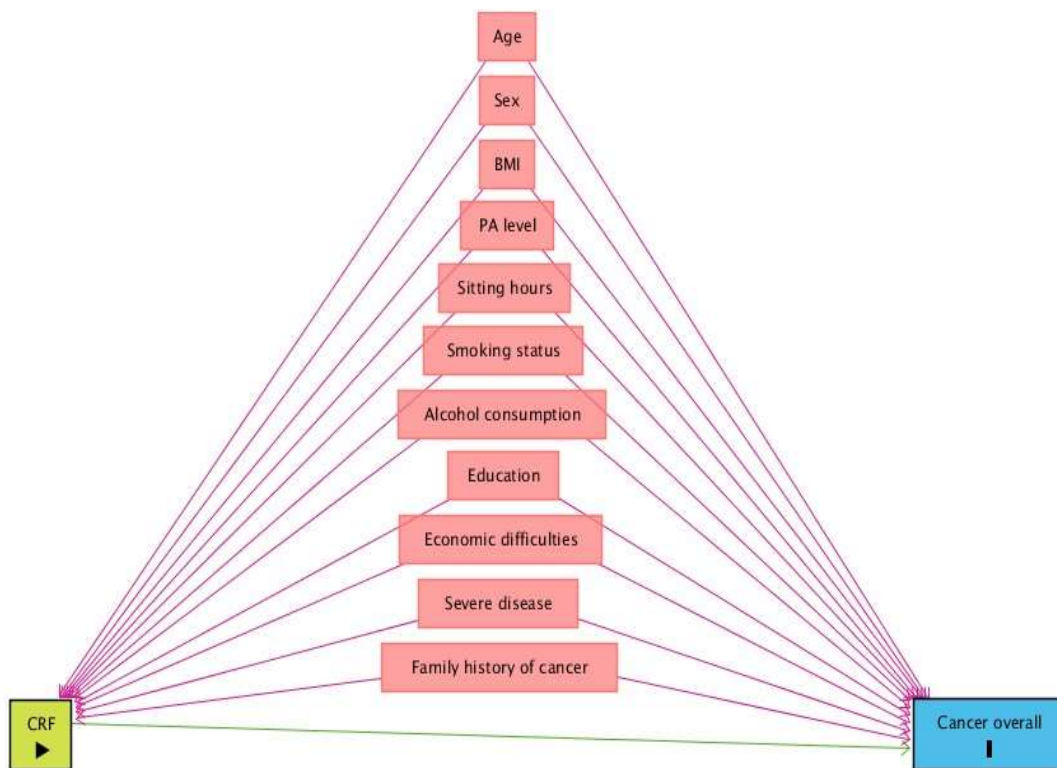 Age
Sex
BMI
PA level
Sitting hours
Smoking status
Alcohol consumption
Education
Economic difficulties
Severe disease
Family history of cancer
CRF
Cancer overall